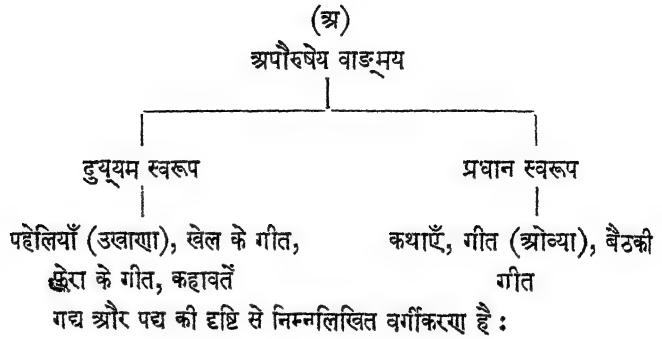 (अ)
अपौरुषेय वाङ्मय
दुय्यम स्वरूप
प्रधान स्वरूप
पहेलियाँ (उखाणा), खेल के गीत,
फेरा के गीत, कहावतें
कथाएँ, गीत (ओव्या), बैठकी
गीत
गद्य और पद्य की दृष्टि से निम्नलिखित वर्गीकरण है :